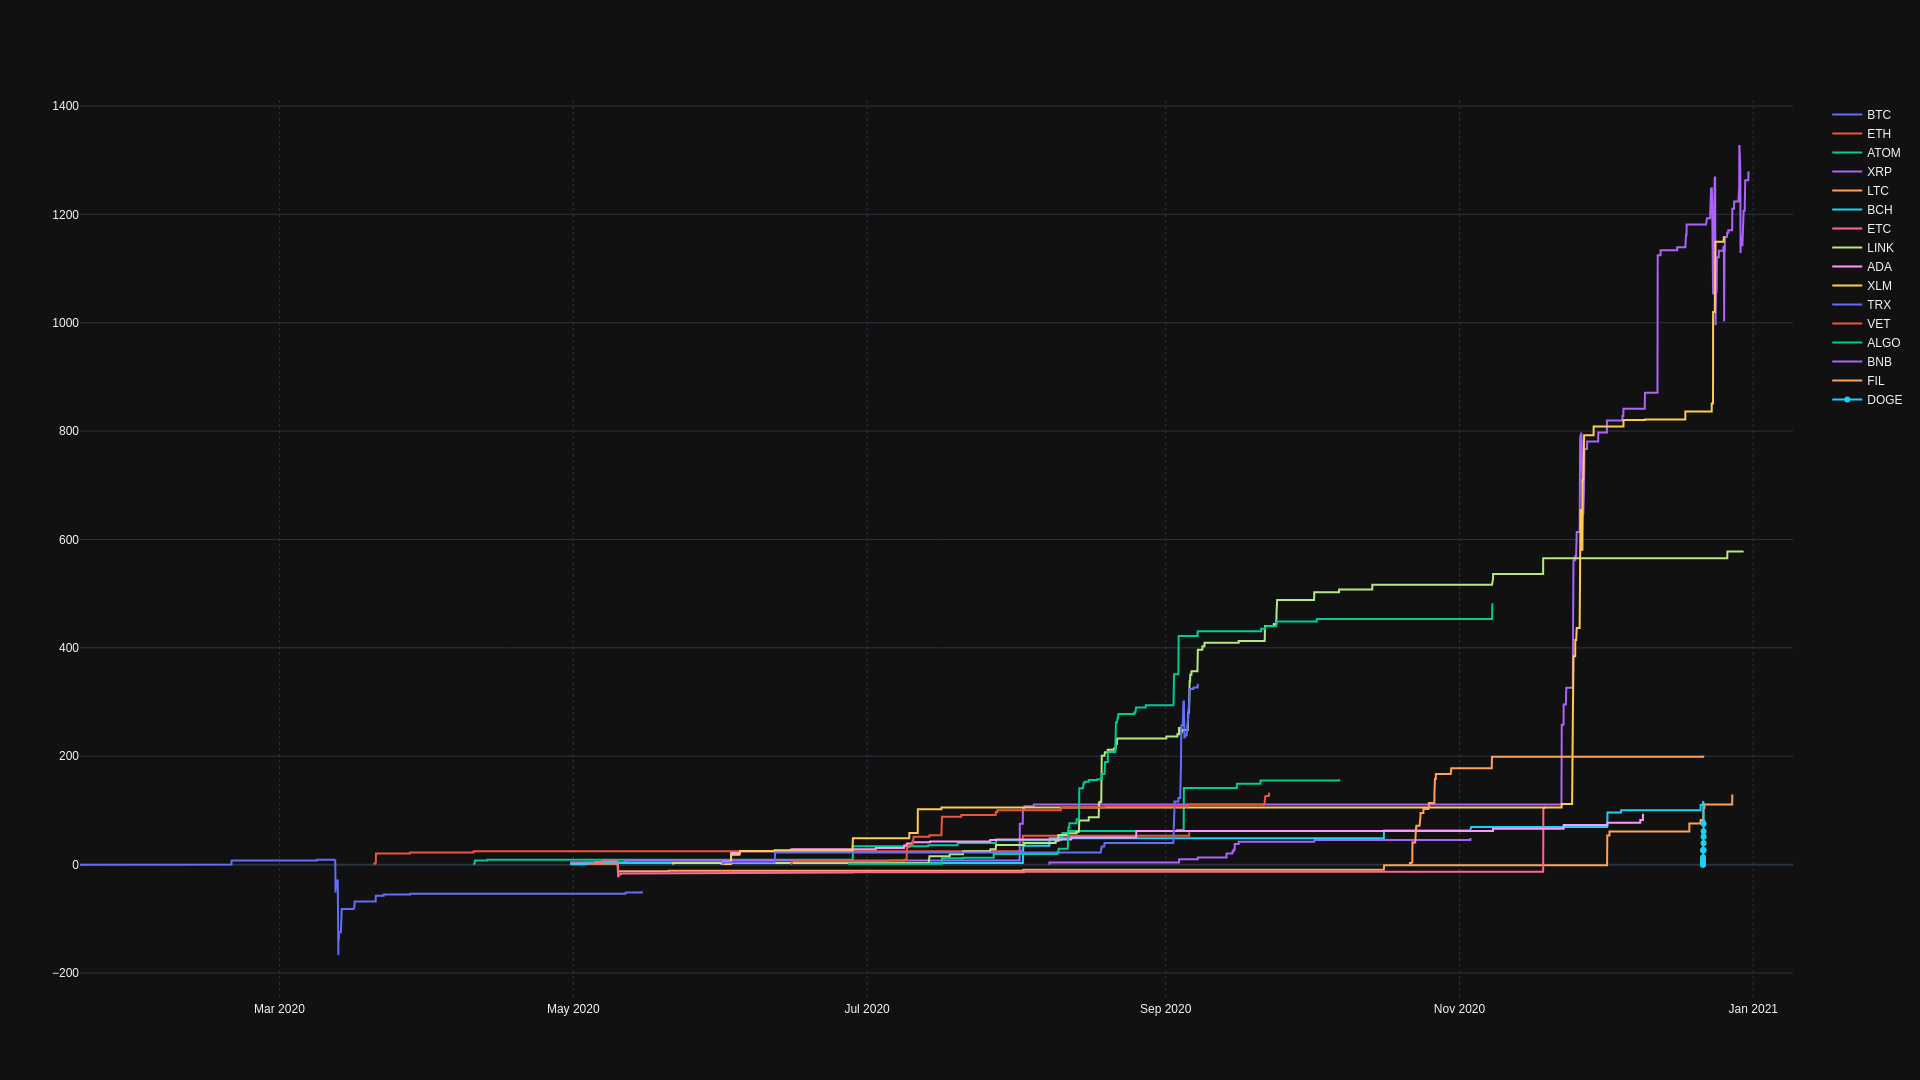 1400
1200
1000
800
600
400
200
0
−200
Mar 2020
May 2020
Jul 2020
Sep 2020
Nov 2020
Jan 2021
BTC
ETH
ATOM
XRP
LTC
BCH
ETC
LINK
ADA
XLM
TRX
VET
ALGO
BNB
FIL
DOGE